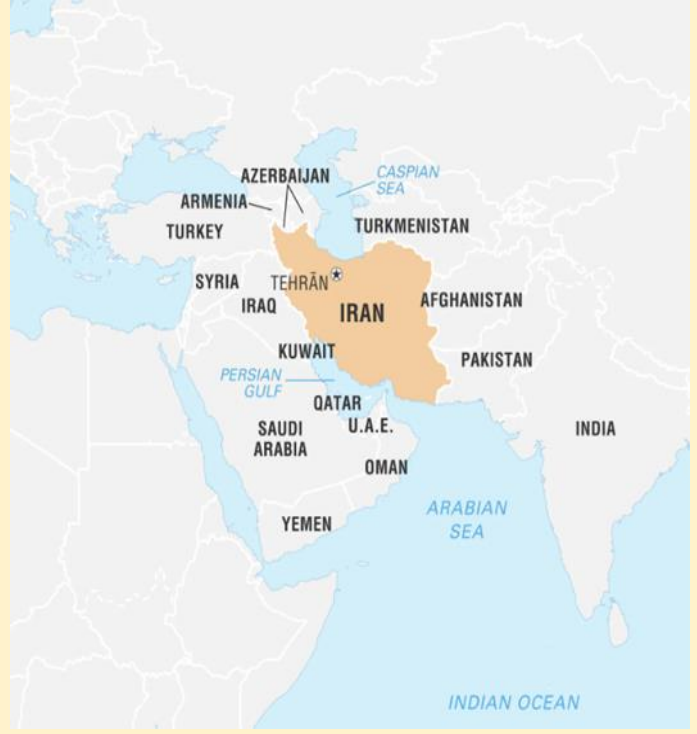 AZERBAIJAN
CASPIAN
SEA
ARMENIA
TURKEY
TURKMENISTAN
SYRIA
TEHRĀN
IRAQ
IRAN
AFGHANISTAN
KUWAIT
PAKISTAN
PERSIAN
GULF
QATAR
U.A.E.
SAUDI
ARABIA
INDIA
OMAN
ARABIAN
SEA
YEMEN
INDIAN OCEAN